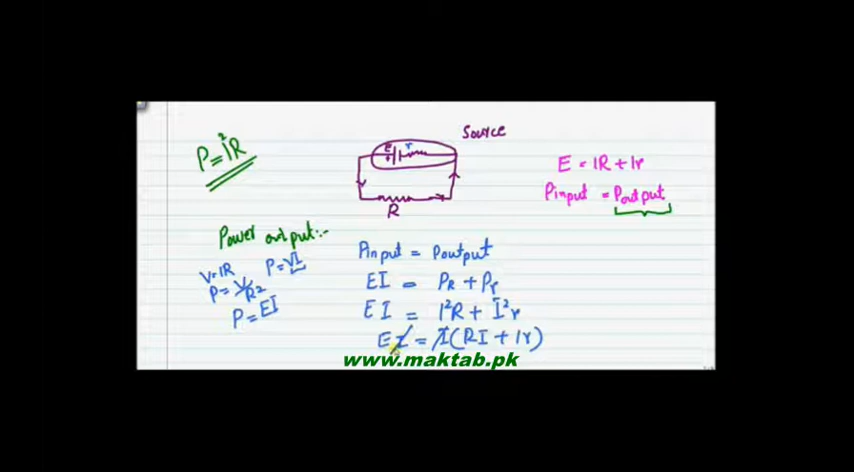 P=I²R
Source
E
r
R
E = IR + Ir
Pinput = Poutput
Power output:-
V=IR P=VI
P=V/R2
P=EI
Pinput = Poutput
EI = PR + Pr
EI = I²R + I²r
EI = I(RI + Ir)
www.maktab.pk